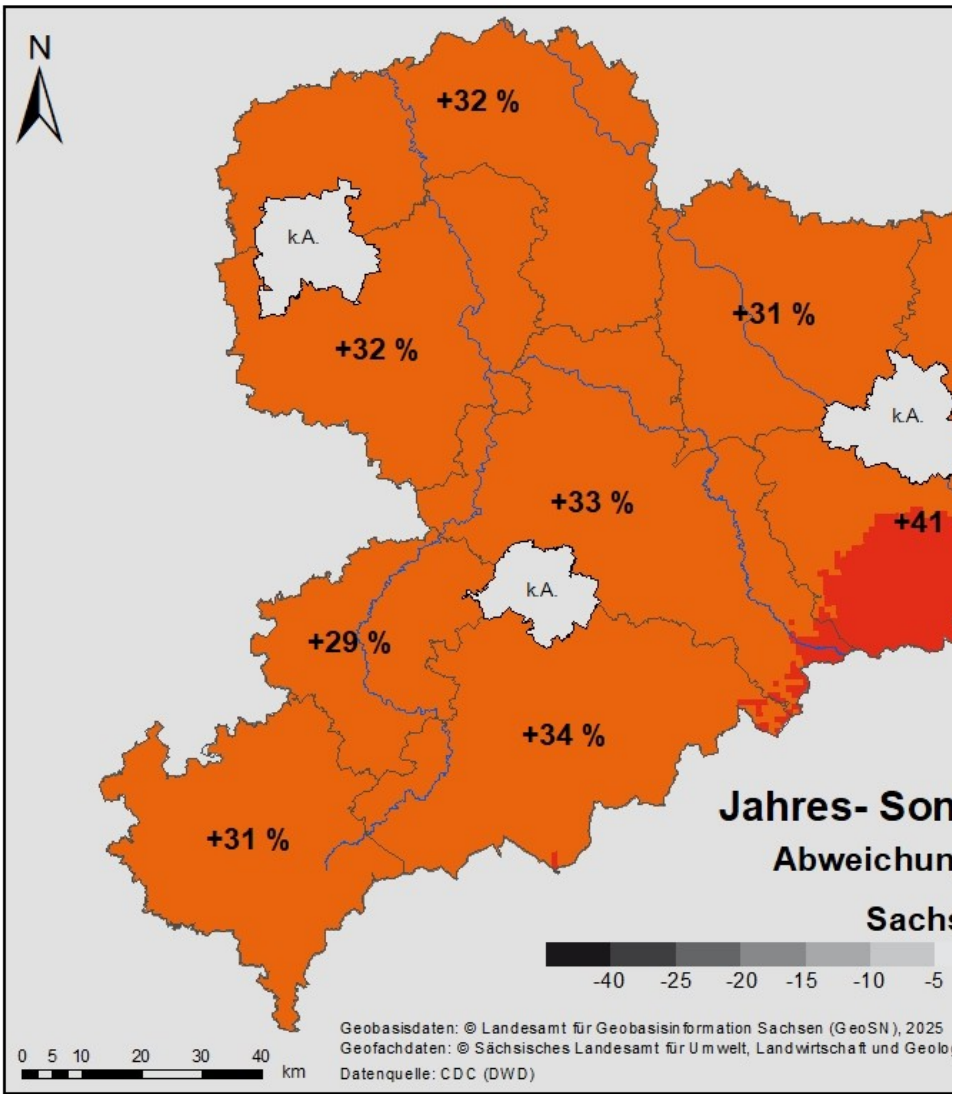 N
+32 %
k.A.
+31 %
+32 %
k.A.
+33 %
+41
k.A.
+29 %
+34 %
+31 %
Jahres- Son
Abweichun
Sachs
-40 -25 -20 -15 -10 -5
Geobasisdaten: © Landesamt für Geobasisinformation Sachsen (GeoSN), 2025
Geofachdaten: © Sächsisches Landesamt für Umwelt, Landwirtschaft und Geolog
Datenquelle: CDC (DWD)
0 5 10 20 30 40
km